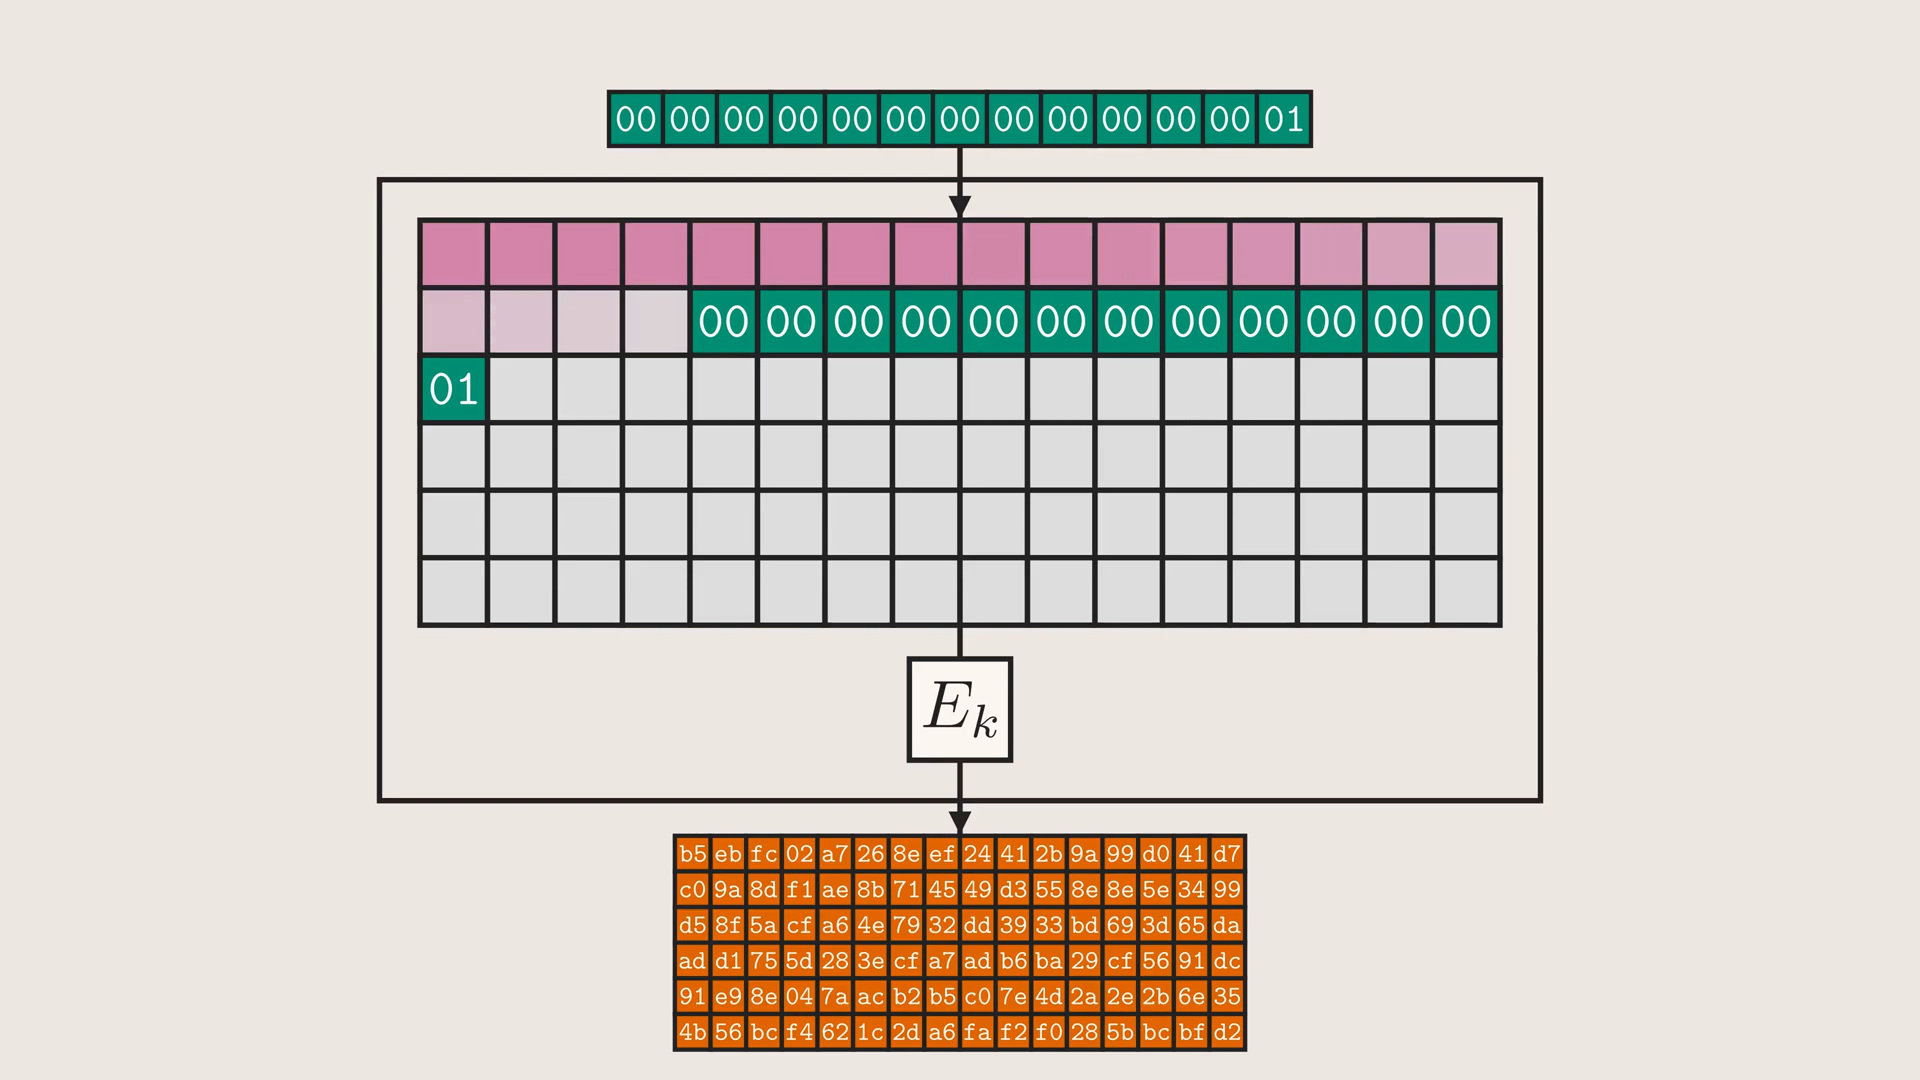 00 00 00 00 00 00 00 00 00 00 00 00 01
00 00 00 00 00 00 00 00 00 00 00 00
01
E_k
b5 eb fc 02 a7 26 8e ef 24 41 2b 9a 99 d0 41 d7
c0 9a 8d f1 ae 8b 71 45 49 d3 55 8e 8e 5e 34 99
d5 8f 5a cf a6 4e 79 32 dd 39 33 bd 69 3d 65 da
ad d1 75 5d 28 3e cf a7 ad b6 ba 29 cf 56 91 dc
91 e9 8e 04 7a ac b2 b5 c0 7e 4d 2a 2e 2b 6e 35
4b 56 bc f4 62 1c 2d a6 fa f2 f0 28 5b bc bf d2